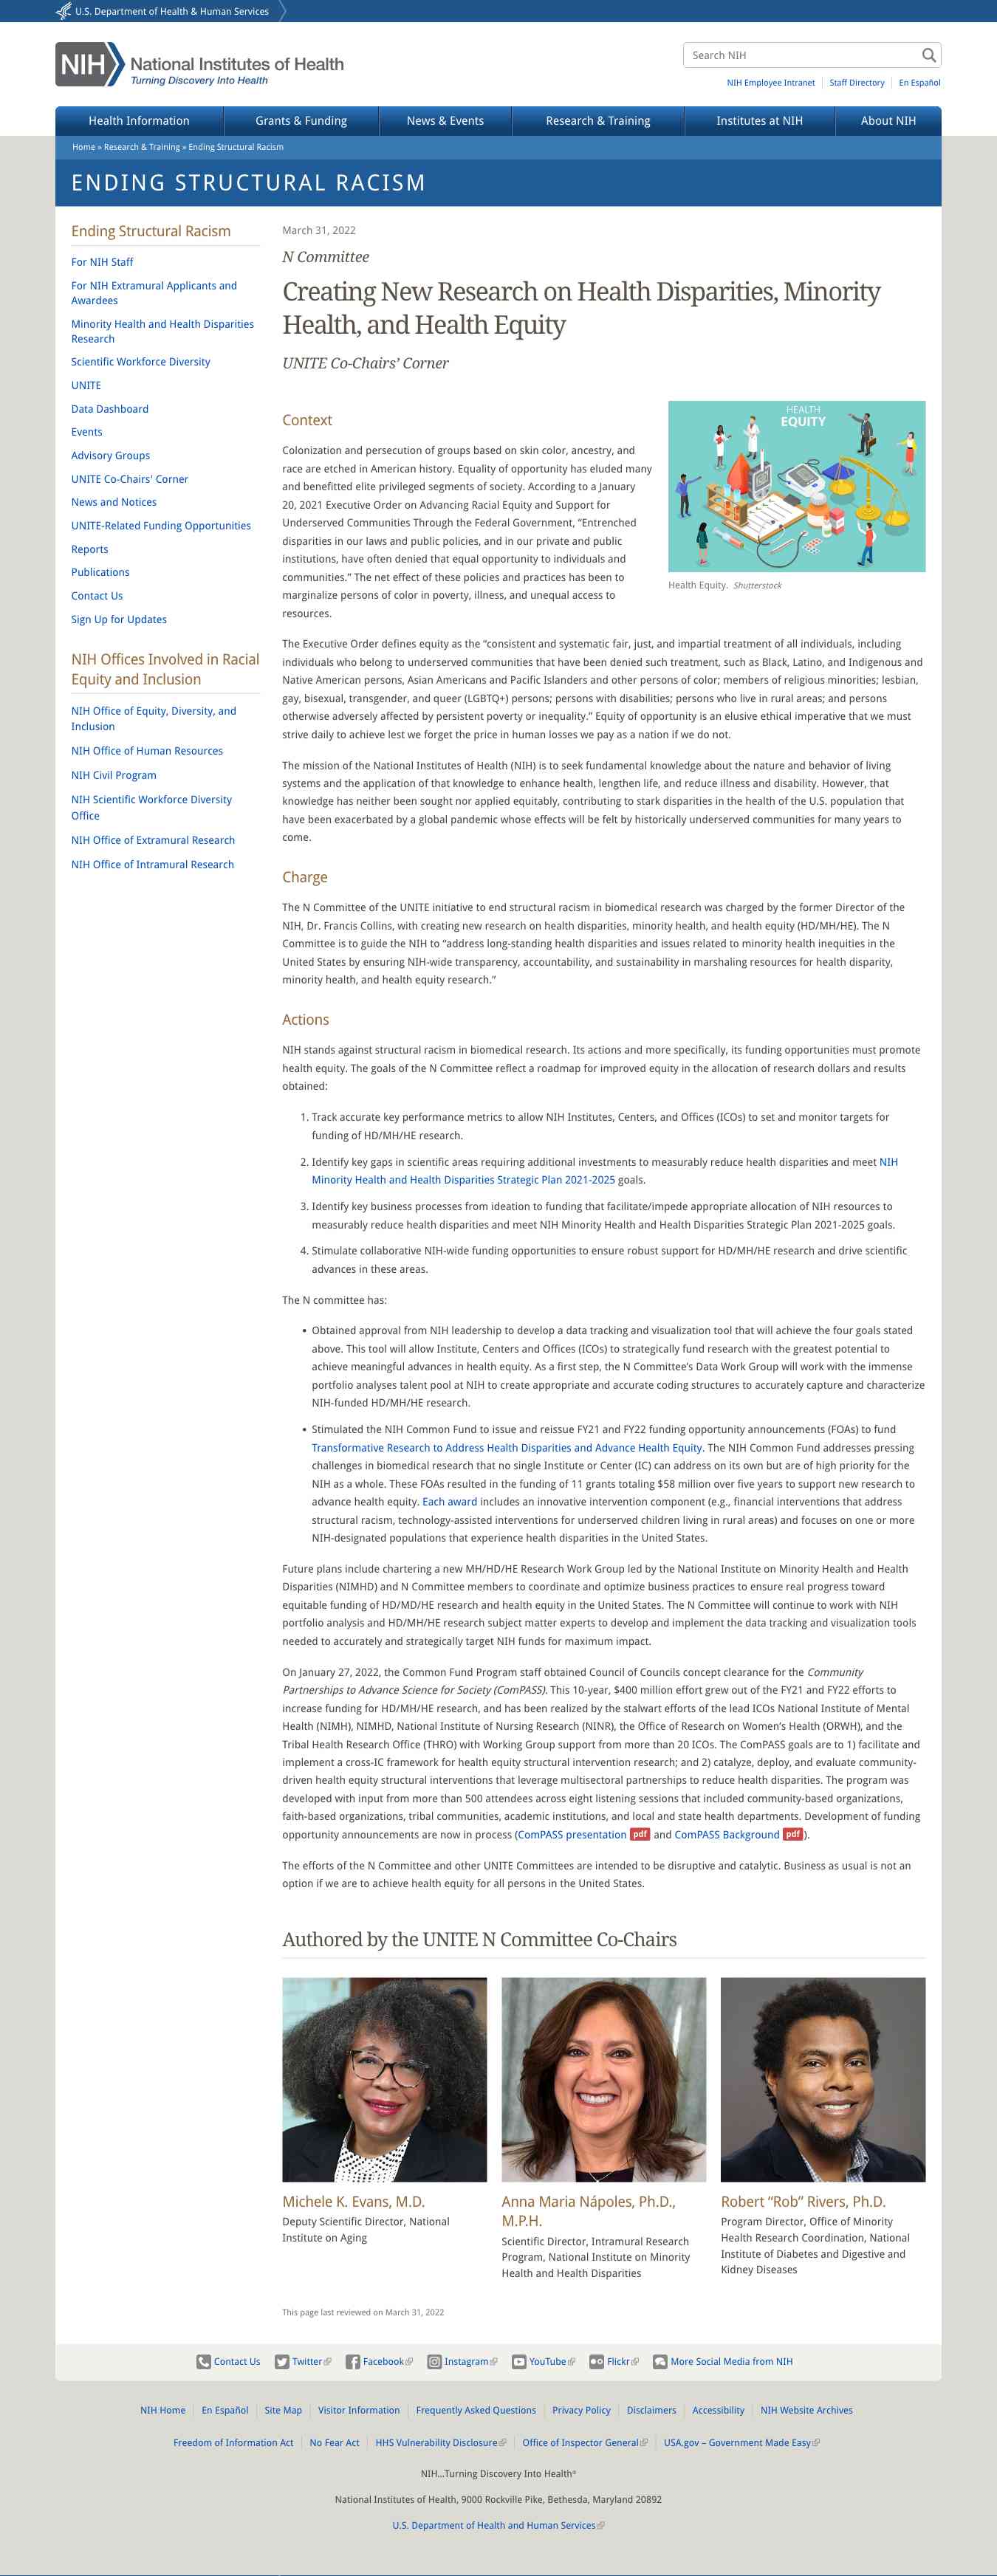 U.S. Department of Health & Human Services
NIH
National Institutes of Health
Turning Discovery Into Health
Search NIH
NIH Employee Intranet
Staff Directory
En Español
Health Information
Grants & Funding
News & Events
Research & Training
Institutes at NIH
About NIH
Home » Research & Training » Ending Structural Racism
ENDING STRUCTURAL RACISM
Ending Structural Racism
For NIH Staff
For NIH Extramural Applicants and
Awardees
Minority Health and Health Disparities
Research
Scientific Workforce Diversity
UNITE
Data Dashboard
Events
Advisory Groups
UNITE Co-Chairs' Corner
News and Notices
UNITE-Related Funding Opportunities
Reports
Publications
Contact Us
Sign Up for Updates
NIH Offices Involved in Racial
Equity and Inclusion
NIH Office of Equity, Diversity, and
Inclusion
NIH Office of Human Resources
NIH Civil Program
NIH Scientific Workforce Diversity
Office
NIH Office of Extramural Research
NIH Office of Intramural Research
March 31, 2022
N Committee
Creating New Research on Health Disparities, Minority
Health, and Health Equity
UNITE Co-Chairs’ Corner
HEALTH
EQUITY
Health Equity. Shutterstock
Context
Colonization and persecution of groups based on skin color, ancestry, and
race are etched in American history. Equality of opportunity has eluded many
and benefitted elite privileged segments of society. According to a January
20, 2021 Executive Order on Advancing Racial Equity and Support for
Underserved Communities Through the Federal Government, “Entrenched
disparities in our laws and public policies, and in our private and public
institutions, have often denied that equal opportunity to individuals and
communities.” The net effect of these policies and practices has been to
marginalize persons of color in poverty, illness, and unequal access to
resources.
The Executive Order defines equity as the “consistent and systematic fair, just, and impartial treatment of all individuals, including
individuals who belong to underserved communities that have been denied such treatment, such as Black, Latino, and Indigenous and
Native American persons, Asian Americans and Pacific Islanders and other persons of color; members of religious minorities; lesbian,
gay, bisexual, transgender, and queer (LGBTQ+) persons; persons with disabilities; persons who live in rural areas; and persons
otherwise adversely affected by persistent poverty or inequality.” Equity of opportunity is an elusive ethical imperative that we must
strive daily to achieve lest we forget the price in human losses we pay as a nation if we do not.
The mission of the National Institutes of Health (NIH) is to seek fundamental knowledge about the nature and behavior of living
systems and the application of that knowledge to enhance health, lengthen life, and reduce illness and disability. However, that
knowledge has neither been sought nor applied equitably, contributing to stark disparities in the health of the U.S. population that
have been exacerbated by a global pandemic whose effects will be felt by historically underserved communities for many years to
come.
Charge
The N Committee of the UNITE initiative to end structural racism in biomedical research was charged by the former Director of the
NIH, Dr. Francis Collins, with creating new research on health disparities, minority health, and health equity (HD/MH/HE). The N
Committee is to guide the NIH to “address long-standing health disparities and issues related to minority health inequities in the
United States by ensuring NIH-wide transparency, accountability, and sustainability in marshaling resources for health disparity,
minority health, and health equity research.”
Actions
NIH stands against structural racism in biomedical research. Its actions and more specifically, its funding opportunities must promote
health equity. The goals of the N Committee reflect a roadmap for improved equity in the allocation of research dollars and results
obtained:
1. Track accurate key performance metrics to allow NIH Institutes, Centers, and Offices (ICOs) to set and monitor targets for
funding of HD/MH/HE research.
2. Identify key gaps in scientific areas requiring additional investments to measurably reduce health disparities and meet NIH
Minority Health and Health Disparities Strategic Plan 2021-2025 goals.
3. Identify key business processes from ideation to funding that facilitate/impede appropriate allocation of NIH resources to
measurably reduce health disparities and meet NIH Minority Health and Health Disparities Strategic Plan 2021-2025 goals.
4. Stimulate collaborative NIH-wide funding opportunities to ensure robust support for HD/MH/HE research and drive scientific
advances in these areas.
The N committee has:
• Obtained approval from NIH leadership to develop a data tracking and visualization tool that will achieve the four goals stated
above. This tool will allow Institute, Centers and Offices (ICOs) to strategically fund research with the greatest potential to
achieve meaningful advances in health equity. As a first step, the N Committee’s Data Work Group will work with the immense
portfolio analyses talent pool at NIH to create appropriate and accurate coding structures to accurately capture and characterize
NIH-funded HD/MH/HE research.
• Stimulated the NIH Common Fund to issue and reissue FY21 and FY22 funding opportunity announcements (FOAs) to fund
Transformative Research to Address Health Disparities and Advance Health Equity. The NIH Common Fund addresses pressing
challenges in biomedical research that no single Institute or Center (IC) can address on its own but are of high priority for the
NIH as a whole. These FOAs resulted in the funding of 11 grants totaling $58 million over five years to support new research to
advance health equity. Each award includes an innovative intervention component (e.g., financial interventions that address
structural racism, technology-assisted interventions for underserved children living in rural areas) and focuses on one or more
NIH-designated populations that experience health disparities in the United States.
Future plans include chartering a new MH/HD/HE Research Work Group led by the National Institute on Minority Health and Health
Disparities (NIMHD) and N Committee members to coordinate and optimize business practices to ensure real progress toward
equitable funding of HD/MD/HE research and health equity in the United States. The N Committee will continue to work with NIH
portfolio analysis and HD/MH/HE research subject matter experts to develop and implement the data tracking and visualization tools
needed to accurately and strategically target NIH funds for maximum impact.
On January 27, 2022, the Common Fund Program staff obtained Council of Councils concept clearance for the Community
Partnerships to Advance Science for Society (ComPASS). This 10-year, $400 million effort grew out of the FY21 and FY22 efforts to
increase funding for HD/MH/HE research, and has been realized by the stalwart efforts of the lead ICOs National Institute of Mental
Health (NIMH), NIMHD, National Institute of Nursing Research (NINR), the Office of Research on Women’s Health (ORWH), and the
Tribal Health Research Office (THRO) with Working Group support from more than 20 ICOs. The ComPASS goals are to 1) facilitate and
implement a cross-IC framework for health equity structural intervention research; and 2) catalyze, deploy, and evaluate community-
driven health equity structural interventions that leverage multisectoral partnerships to reduce health disparities. The program was
developed with input from more than 500 attendees across eight listening sessions that included community-based organizations,
faith-based organizations, tribal communities, academic institutions, and local and state health departments. Development of funding
opportunity announcements are now in process (ComPASS presentation pdf and ComPASS Background pdf).
The efforts of the N Committee and other UNITE Committees are intended to be disruptive and catalytic. Business as usual is not an
option if we are to achieve health equity for all persons in the United States.
Authored by the UNITE N Committee Co-Chairs
Michele K. Evans, M.D.
Deputy Scientific Director, National
Institute on Aging
Anna Maria Nápoles, Ph.D.,
M.P.H.
Scientific Director, Intramural Research
Program, National Institute on Minority
Health and Health Disparities
Robert “Rob” Rivers, Ph.D.
Program Director, Office of Minority
Health Research Coordination, National
Institute of Diabetes and Digestive and
Kidney Diseases
This page last reviewed on March 31, 2022
Contact Us
Twitter
Facebook
Instagram
YouTube
Flickr
More Social Media from NIH
NIH Home
En Español
Site Map
Visitor Information
Frequently Asked Questions
Privacy Policy
Disclaimers
Accessibility
NIH Website Archives
Freedom of Information Act
No Fear Act
HHS Vulnerability Disclosure
Office of Inspector General
USA.gov – Government Made Easy
NIH...Turning Discovery Into Health®
National Institutes of Health, 9000 Rockville Pike, Bethesda, Maryland 20892
U.S. Department of Health and Human Services